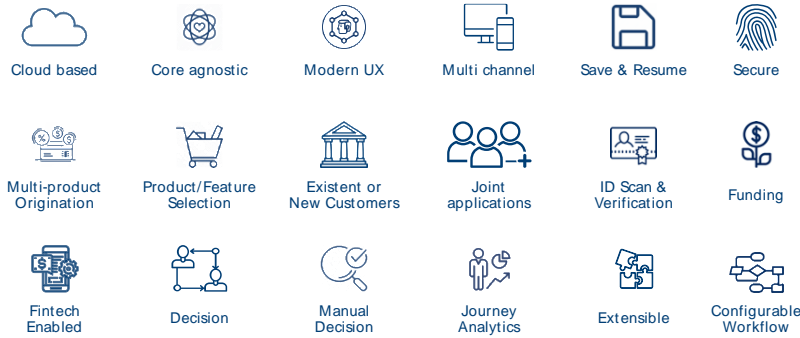 Cloud based
Core agnostic
Modern UX
Multi channel
Save & Resume
Secure
Multi-product
Origination
Product/Feature
Selection
Existent or
New Customers
Joint
applications
ID Scan &
Verification
Funding
Fintech
Enabled
Decision
Manual
Decision
Journey
Analytics
Extensible
Configurable
Workflow